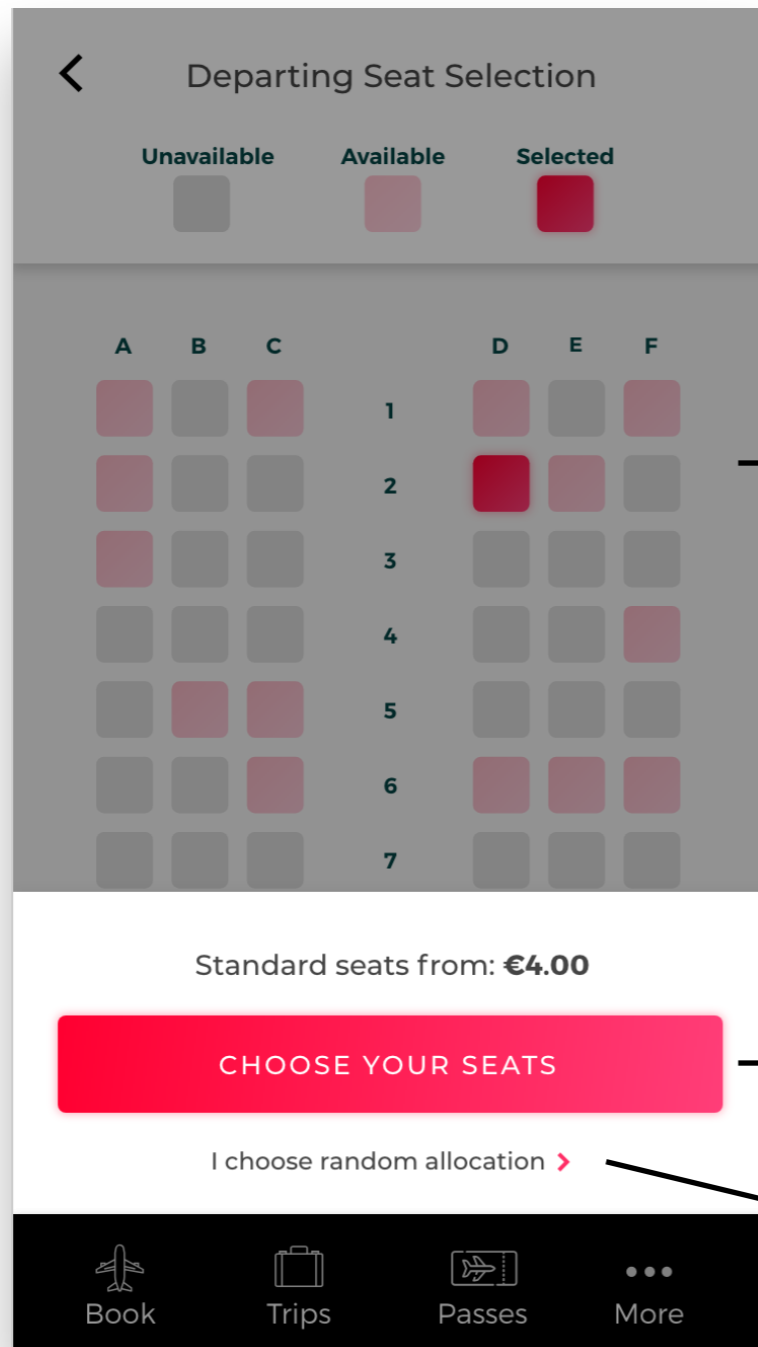 Departing Seat Selection
Unavailable Available Selected
A B C D E F
1
2
3
4
5
6
7
Standard seats from: €4.00
CHOOSE YOUR SEATS
I choose random allocation
Book Trips Passes More